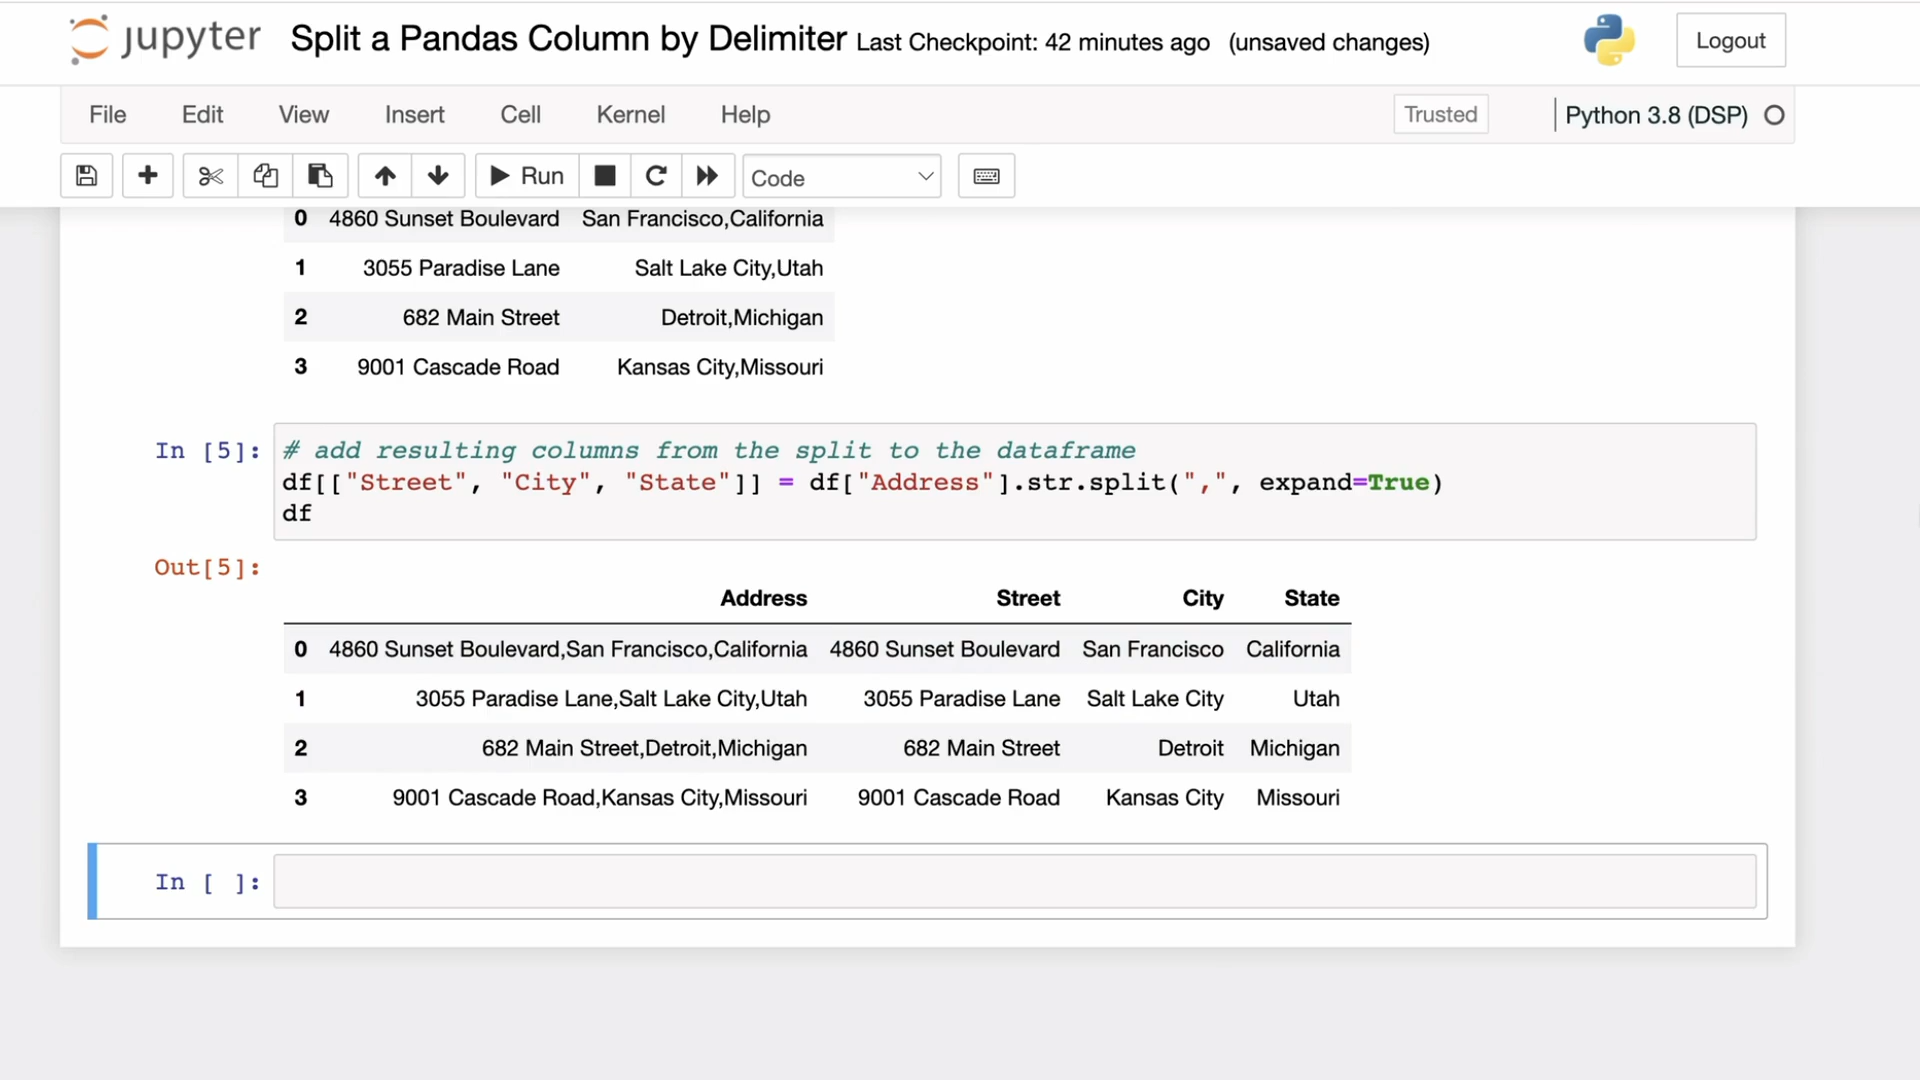 jupyter Split a Pandas Column by Delimiter Last Checkpoint: 42 minutes ago (unsaved changes) Logout
File Edit View Insert Cell Kernel Help Trusted Python 3.8 (DSP)
Run Code
0 4860 Sunset Boulevard San Francisco,California
1 3055 Paradise Lane Salt Lake City,Utah
2 682 Main Street Detroit,Michigan
3 9001 Cascade Road Kansas City,Missouri
In [5]: # add resulting columns from the split to the dataframe
df[["Street", "City", "State"]] = df["Address"].str.split(",", expand=True)
df
Out[5]:
Address Street City State
0 4860 Sunset Boulevard,San Francisco,California 4860 Sunset Boulevard San Francisco California
1 3055 Paradise Lane,Salt Lake City,Utah 3055 Paradise Lane Salt Lake City Utah
2 682 Main Street,Detroit,Michigan 682 Main Street Detroit Michigan
3 9001 Cascade Road,Kansas City,Missouri 9001 Cascade Road Kansas City Missouri
In [ ]: